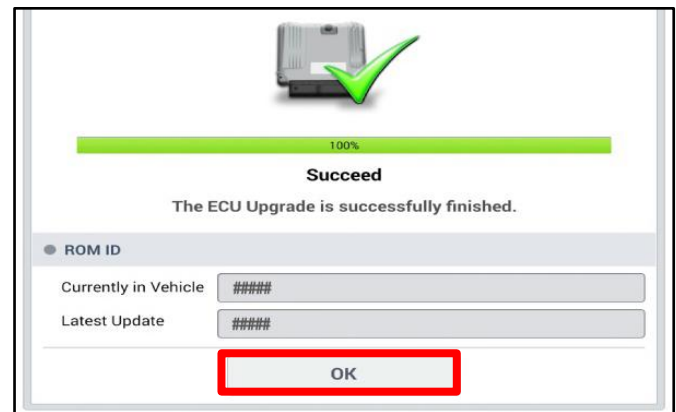 100%
Succeed
The ECU Upgrade is successfully finished.
ROM ID
Currently in Vehicle #####
Latest Update #####
OK